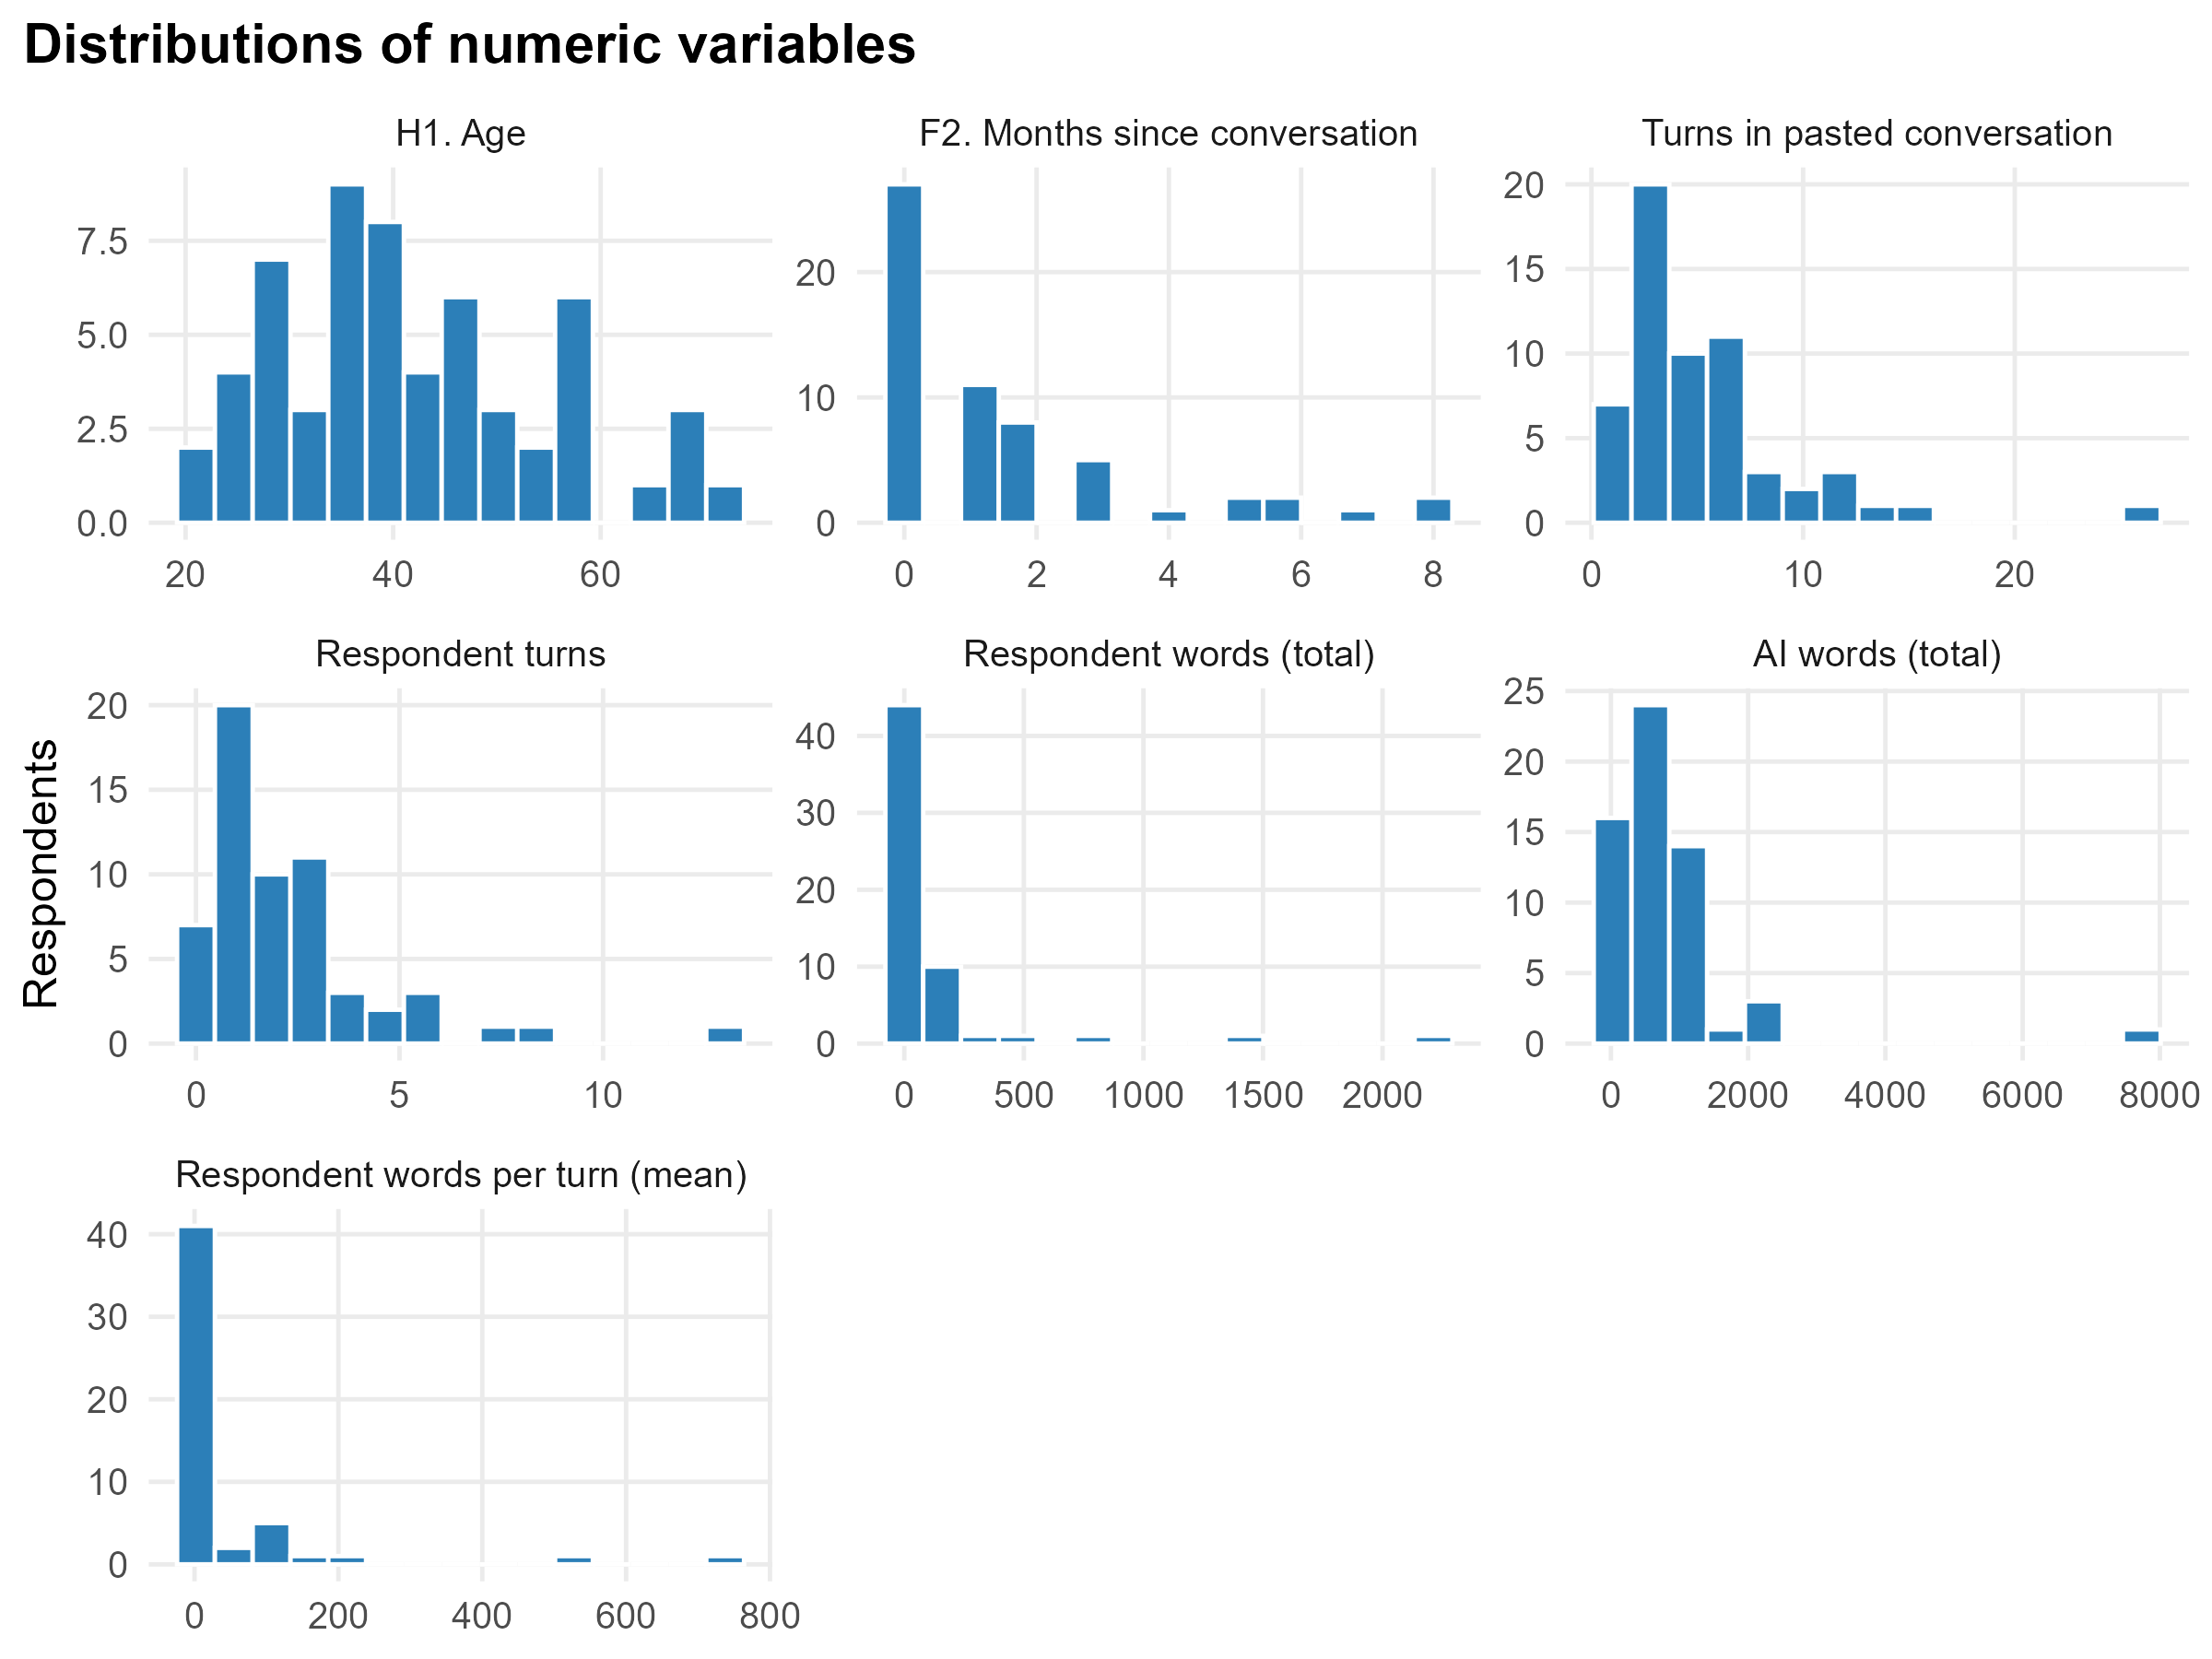 Distributions of numeric variables
H1. Age
F2. Months since conversation
Turns in pasted conversation
7.5
5.0
2.5
0.0
20 40 60
20
10
0
0 2 4 6 8
20
15
10
5
0
0 10 20
Respondents
Respondent turns
Respondent words (total)
AI words (total)
20
15
10
5
0
0 5 10
40
30
20
10
0
0 500 1000 1500 2000
25
20
15
10
5
0
0 2000 4000 6000 8000
Respondent words per turn (mean)
40
30
20
10
0
0 200 400 600 800